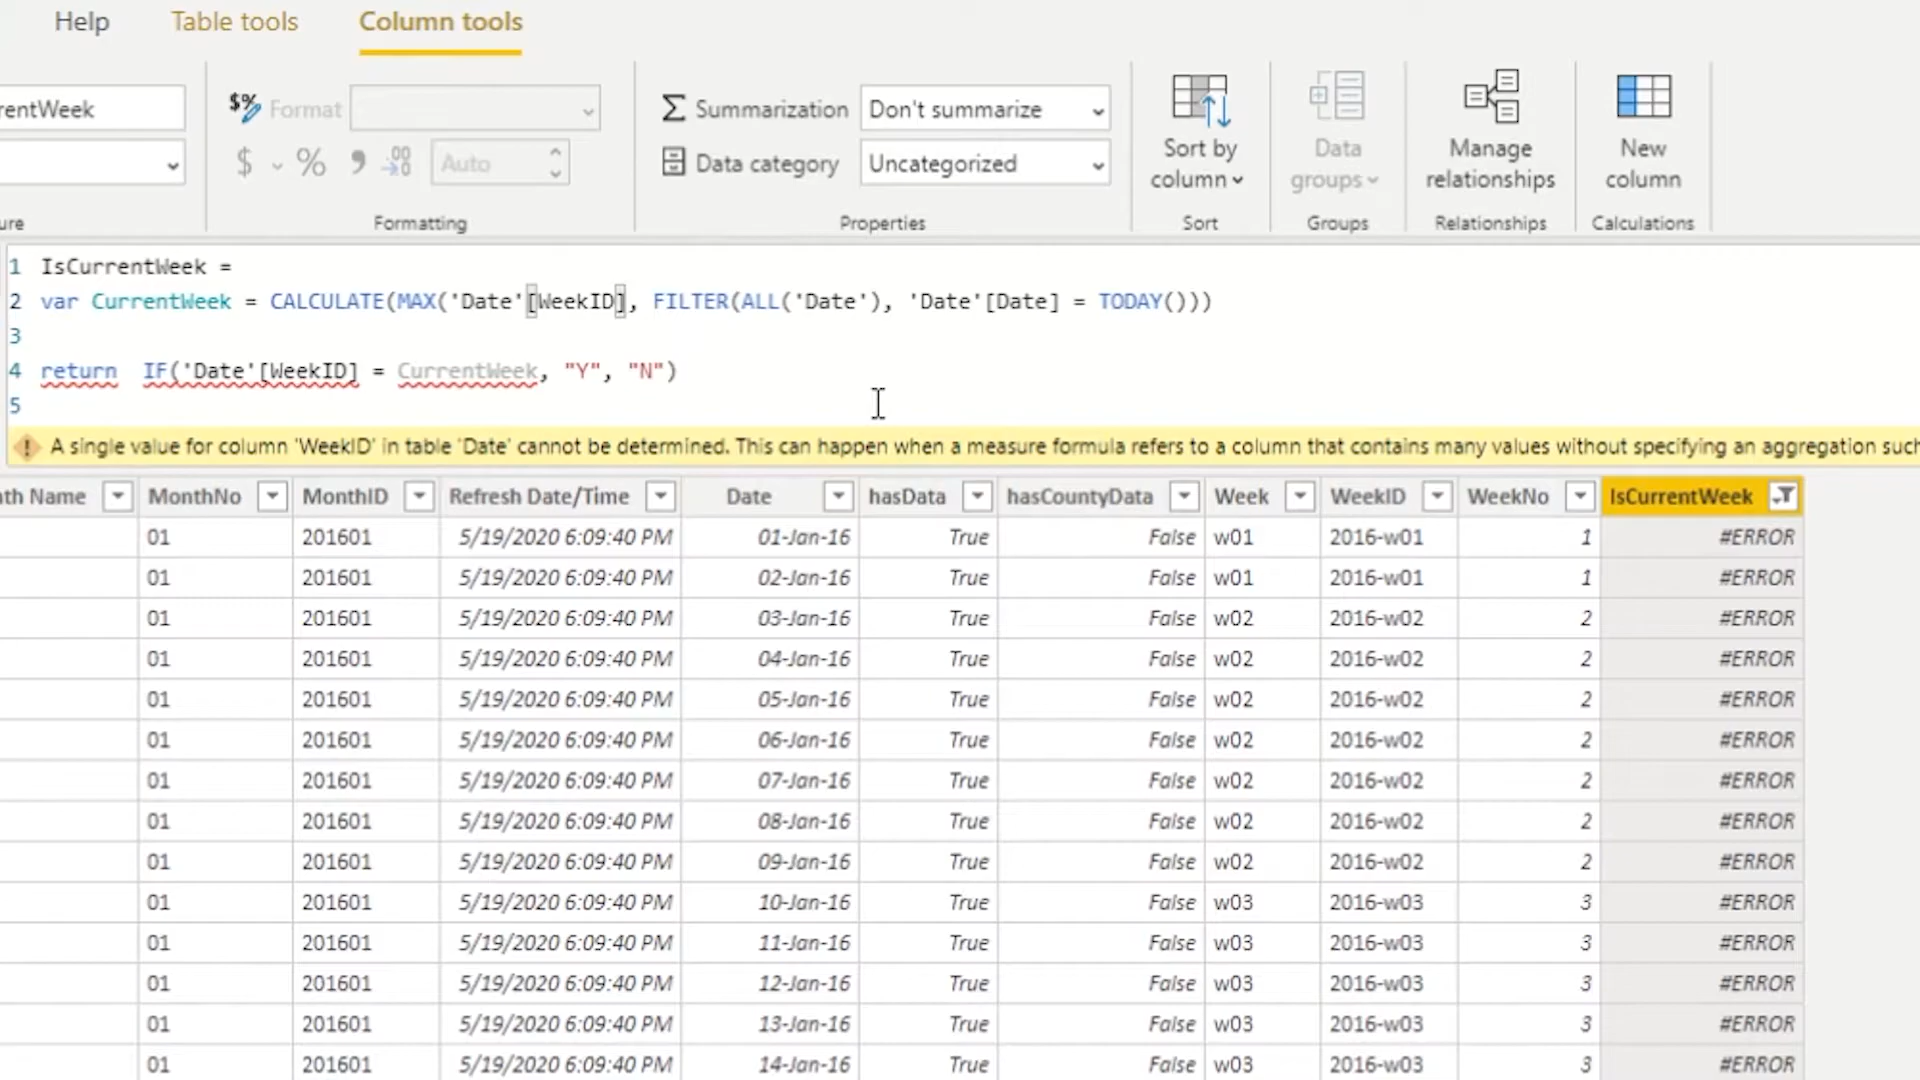 Help Table tools Column tools
rentWeek $% Format Summarization Don't summarize
$ % , .00 Auto Data category Uncategorized
Sort by column Data groups Manage relationships New column
ure Formatting Properties Sort Groups Relationships Calculations
1 IsCurrentWeek =
2 var CurrentWeek = CALCULATE(MAX('Date'[WeekID], FILTER(ALL('Date'), 'Date'[Date] = TODAY()))
3
4 return IF('Date'[WeekID] = CurrentWeek, "Y", "N")
5
A single value for column 'WeekID' in table 'Date' cannot be determined. This can happen when a measure formula refers to a column that contains many values without specifying an aggregation such
th Name MonthNo MonthID Refresh Date/Time Date hasData hasCountyData Week WeekID WeekNo IsCurrentWeek
01 201601 5/19/2020 6:09:40 PM 01-Jan-16 True False w01 2016-w01 1 #ERROR
01 201601 5/19/2020 6:09:40 PM 02-Jan-16 True False w01 2016-w01 1 #ERROR
01 201601 5/19/2020 6:09:40 PM 03-Jan-16 True False w02 2016-w02 2 #ERROR
01 201601 5/19/2020 6:09:40 PM 04-Jan-16 True False w02 2016-w02 2 #ERROR
01 201601 5/19/2020 6:09:40 PM 05-Jan-16 True False w02 2016-w02 2 #ERROR
01 201601 5/19/2020 6:09:40 PM 06-Jan-16 True False w02 2016-w02 2 #ERROR
01 201601 5/19/2020 6:09:40 PM 07-Jan-16 True False w02 2016-w02 2 #ERROR
01 201601 5/19/2020 6:09:40 PM 08-Jan-16 True False w02 2016-w02 2 #ERROR
01 201601 5/19/2020 6:09:40 PM 09-Jan-16 True False w02 2016-w02 2 #ERROR
01 201601 5/19/2020 6:09:40 PM 10-Jan-16 True False w03 2016-w03 3 #ERROR
01 201601 5/19/2020 6:09:40 PM 11-Jan-16 True False w03 2016-w03 3 #ERROR
01 201601 5/19/2020 6:09:40 PM 12-Jan-16 True False w03 2016-w03 3 #ERROR
01 201601 5/19/2020 6:09:40 PM 13-Jan-16 True False w03 2016-w03 3 #ERROR
01 201601 5/19/2020 6:09:40 PM 14-Jan-16 True False w03 2016-w03 3 #ERROR